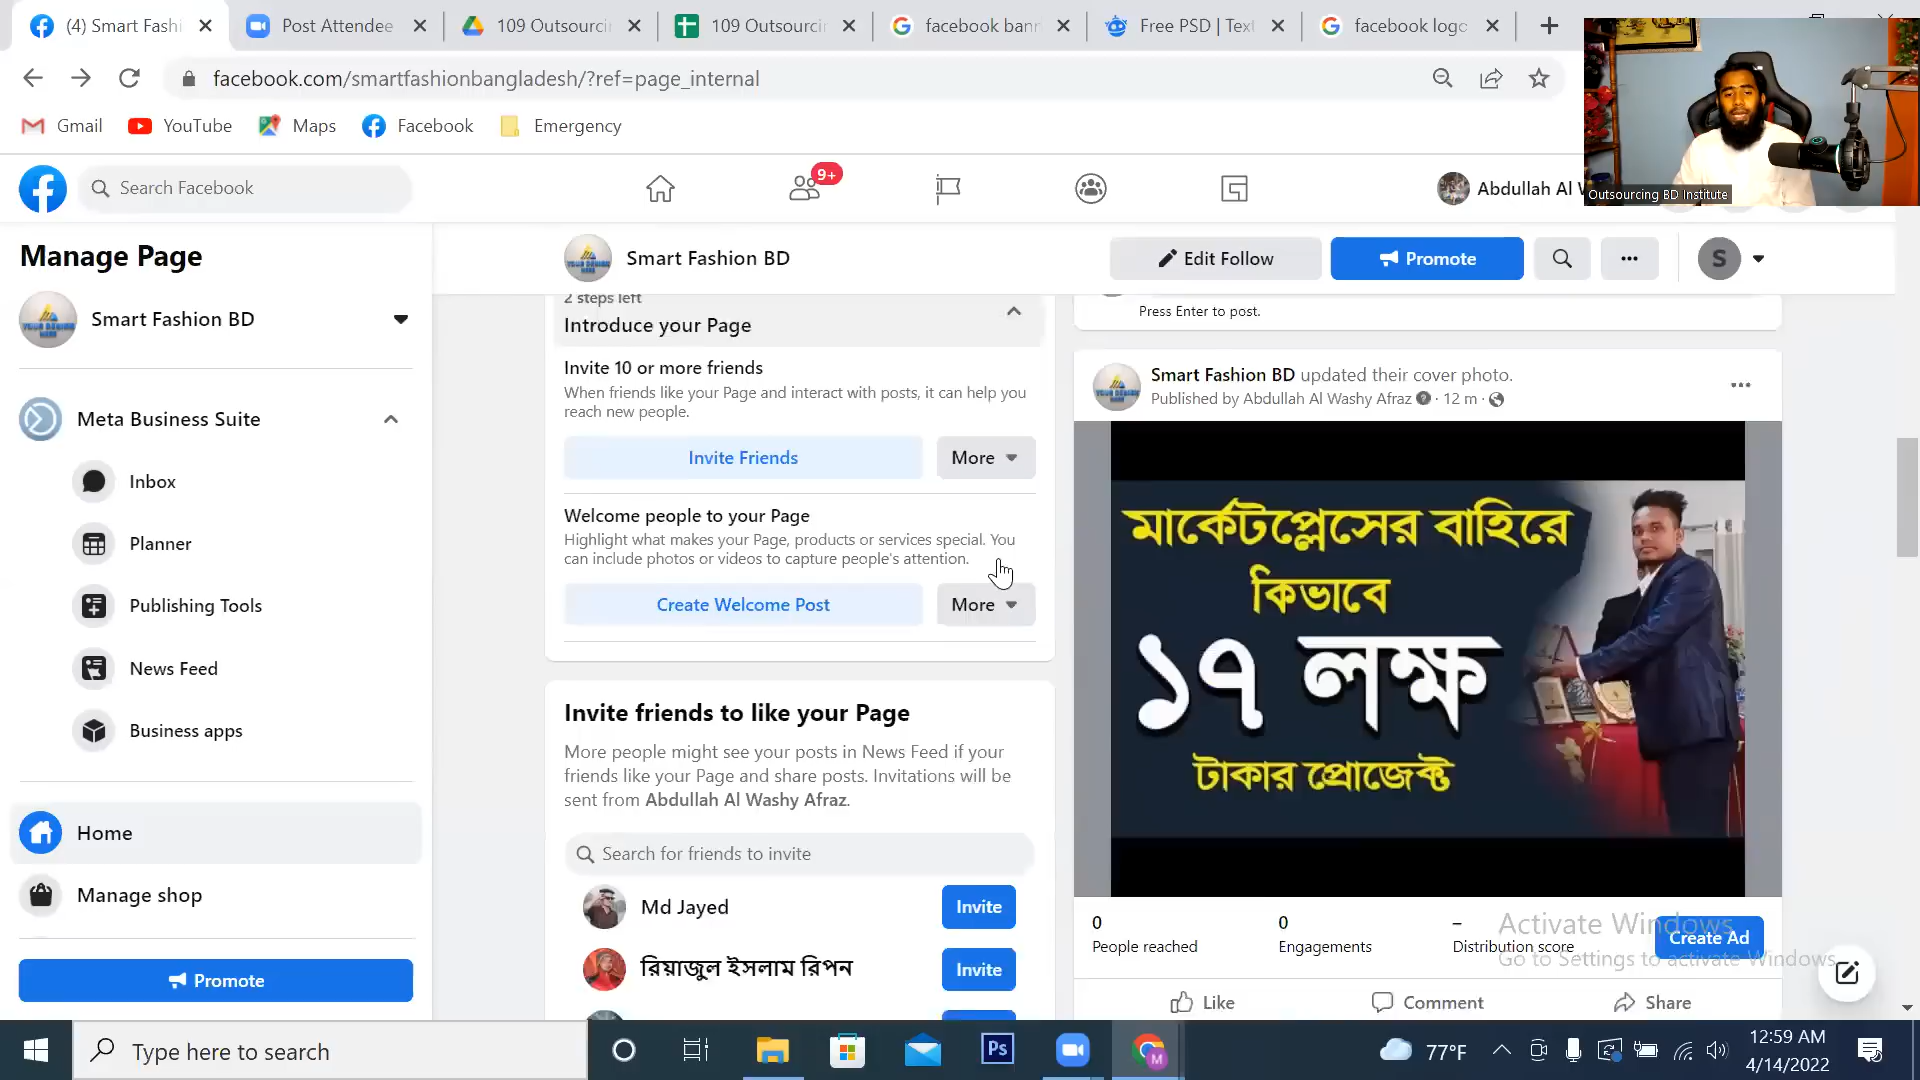 (4) Smart Fashi
Post Attendee
109 Outsourci
109 Outsourcin
facebook bann
Free PSD | Text
facebook logo
facebook.com/smartfashionbangladesh/?ref=page_internal
Gmail
YouTube
Maps
Facebook
Emergency
Outsourcing BD Institute
Search Facebook
9+
Abdullah Al W
Manage Page
Smart Fashion BD
Edit Follow
Promote
S
Smart Fashion BD
Meta Business Suite
Inbox
Planner
Publishing Tools
News Feed
Business apps
Home
Manage shop
Promote
2 steps left
Introduce your Page
Invite 10 or more friends
When friends like your Page and interact with posts, it can help you
reach new people.
Invite Friends
More
Welcome people to your Page
Highlight what makes your Page, products or services special. You
can include photos or videos to capture people's attention.
Create Welcome Post
More
Invite friends to like your Page
More people might see your posts in News Feed if your
friends like your Page and share posts. Invitations will be
sent from Abdullah Al Washy Afraz.
Search for friends to invite
Md Jayed
Invite
রিয়াজুল ইসলাম রিপন
Invite
Press Enter to post.
Smart Fashion BD updated their cover photo.
Published by Abdullah Al Washy Afraz · 12 m ·
মার্কেটপ্লেসের বাহিরে
কিভাবে
১৭ লক্ষ
টাকার প্রোজেক্ট
0
People reached
0
Engagements
–
Distribution score
Create Ad
Activate Windows
Go to Settings to activate Windows.
Like
Comment
Share
Type here to search
Ps
M
77°F
12:59 AM
4/14/2022